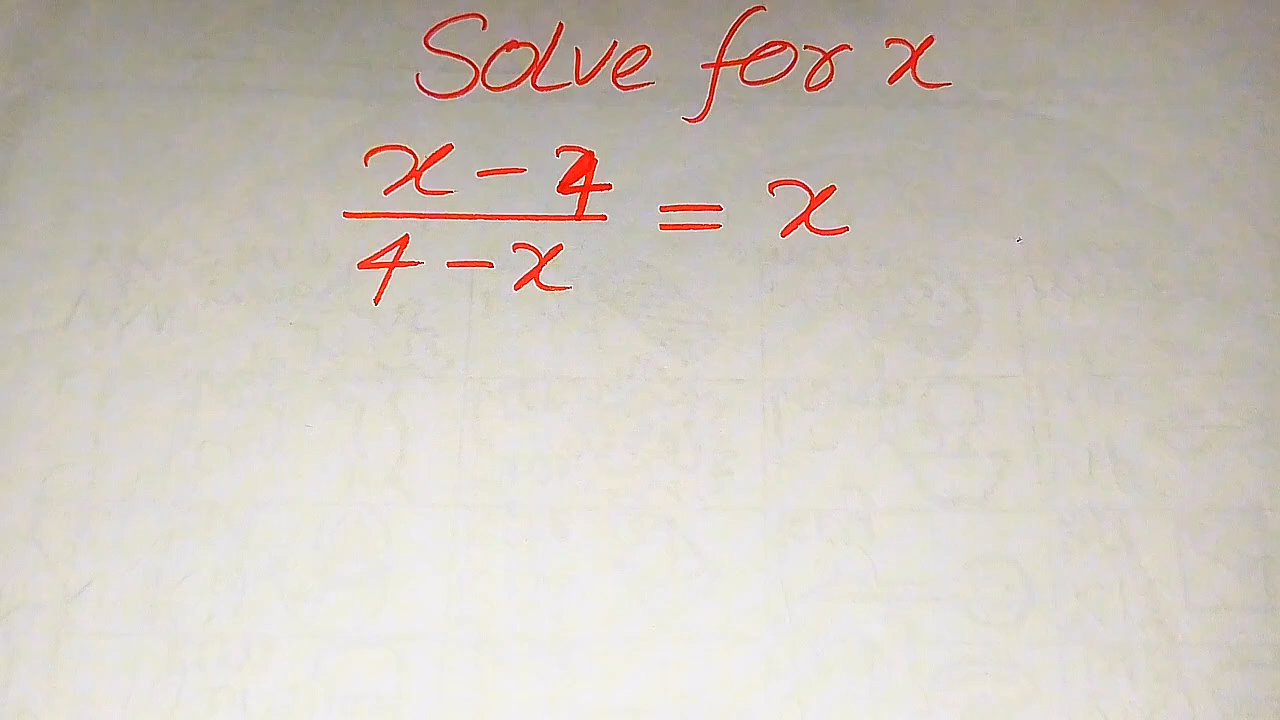 Solve for x
x - 4
4 - x
= x